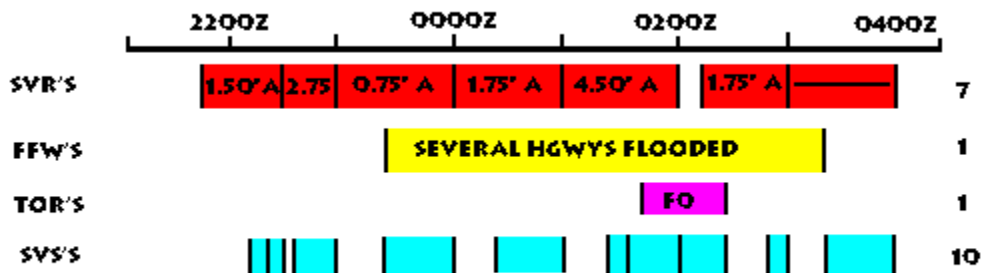 2200Z 0000Z 0200Z 0400Z
SVR'S 1.50" A 2.75 0.75" A 1.75" A 4.50" A 1.75" A 7
FFW'S SEVERAL HGWYS FLOODED 1
TOR'S F0 1
SVS'S 10